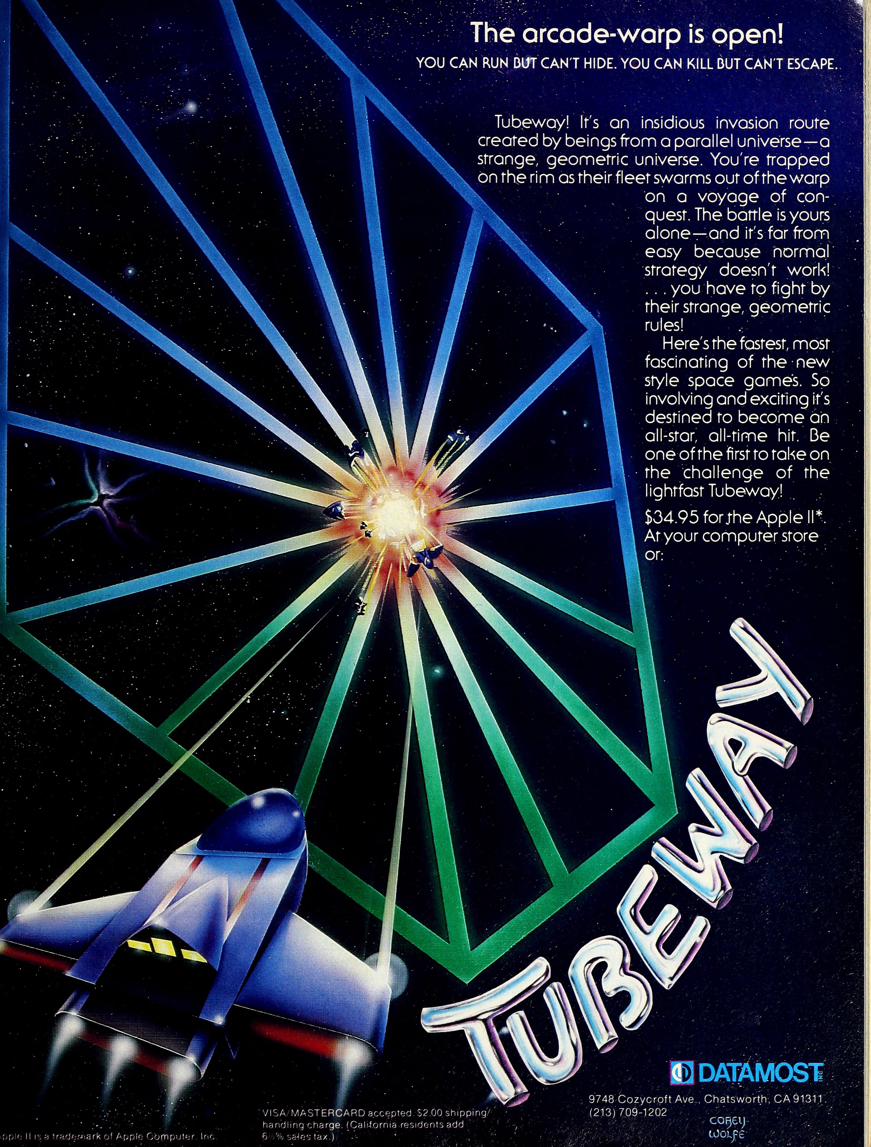 The arcade-warp is open!
YOU CAN RUN BUT CAN'T HIDE. YOU CAN KILL BUT CAN'T ESCAPE.
Tubeway! It's an insidious invasion route
created by beings from a parallel universe—a
strange, geometric universe. You're trapped
on the rim as their fleet swarms out of the warp
on a voyage of con-
quest. The battle is yours
alone—and it's far from
easy because normal
strategy doesn't work!
. . . you have to fight by
their strange, geometric
rules!
Here's the fastest, most
fascinating of the new
style space games. So
involving and exciting it's
destined to become an
all-star, all-time hit. Be
one of the first to take on
the challenge of the
lightfast Tubeway!
$34.95 for the Apple II*.
At your computer store
or:
TUBEWAY
DATAMOST INC.
9748 Cozycroft Ave., Chatsworth, CA 91311.
(213) 709-1202
COREY
WOLFE
VISA/MASTERCARD accepted. $2.00 shipping/
handling charge. (California residents add
6½% sales tax.)
pple II is a trademark of Apple Computer, Inc.